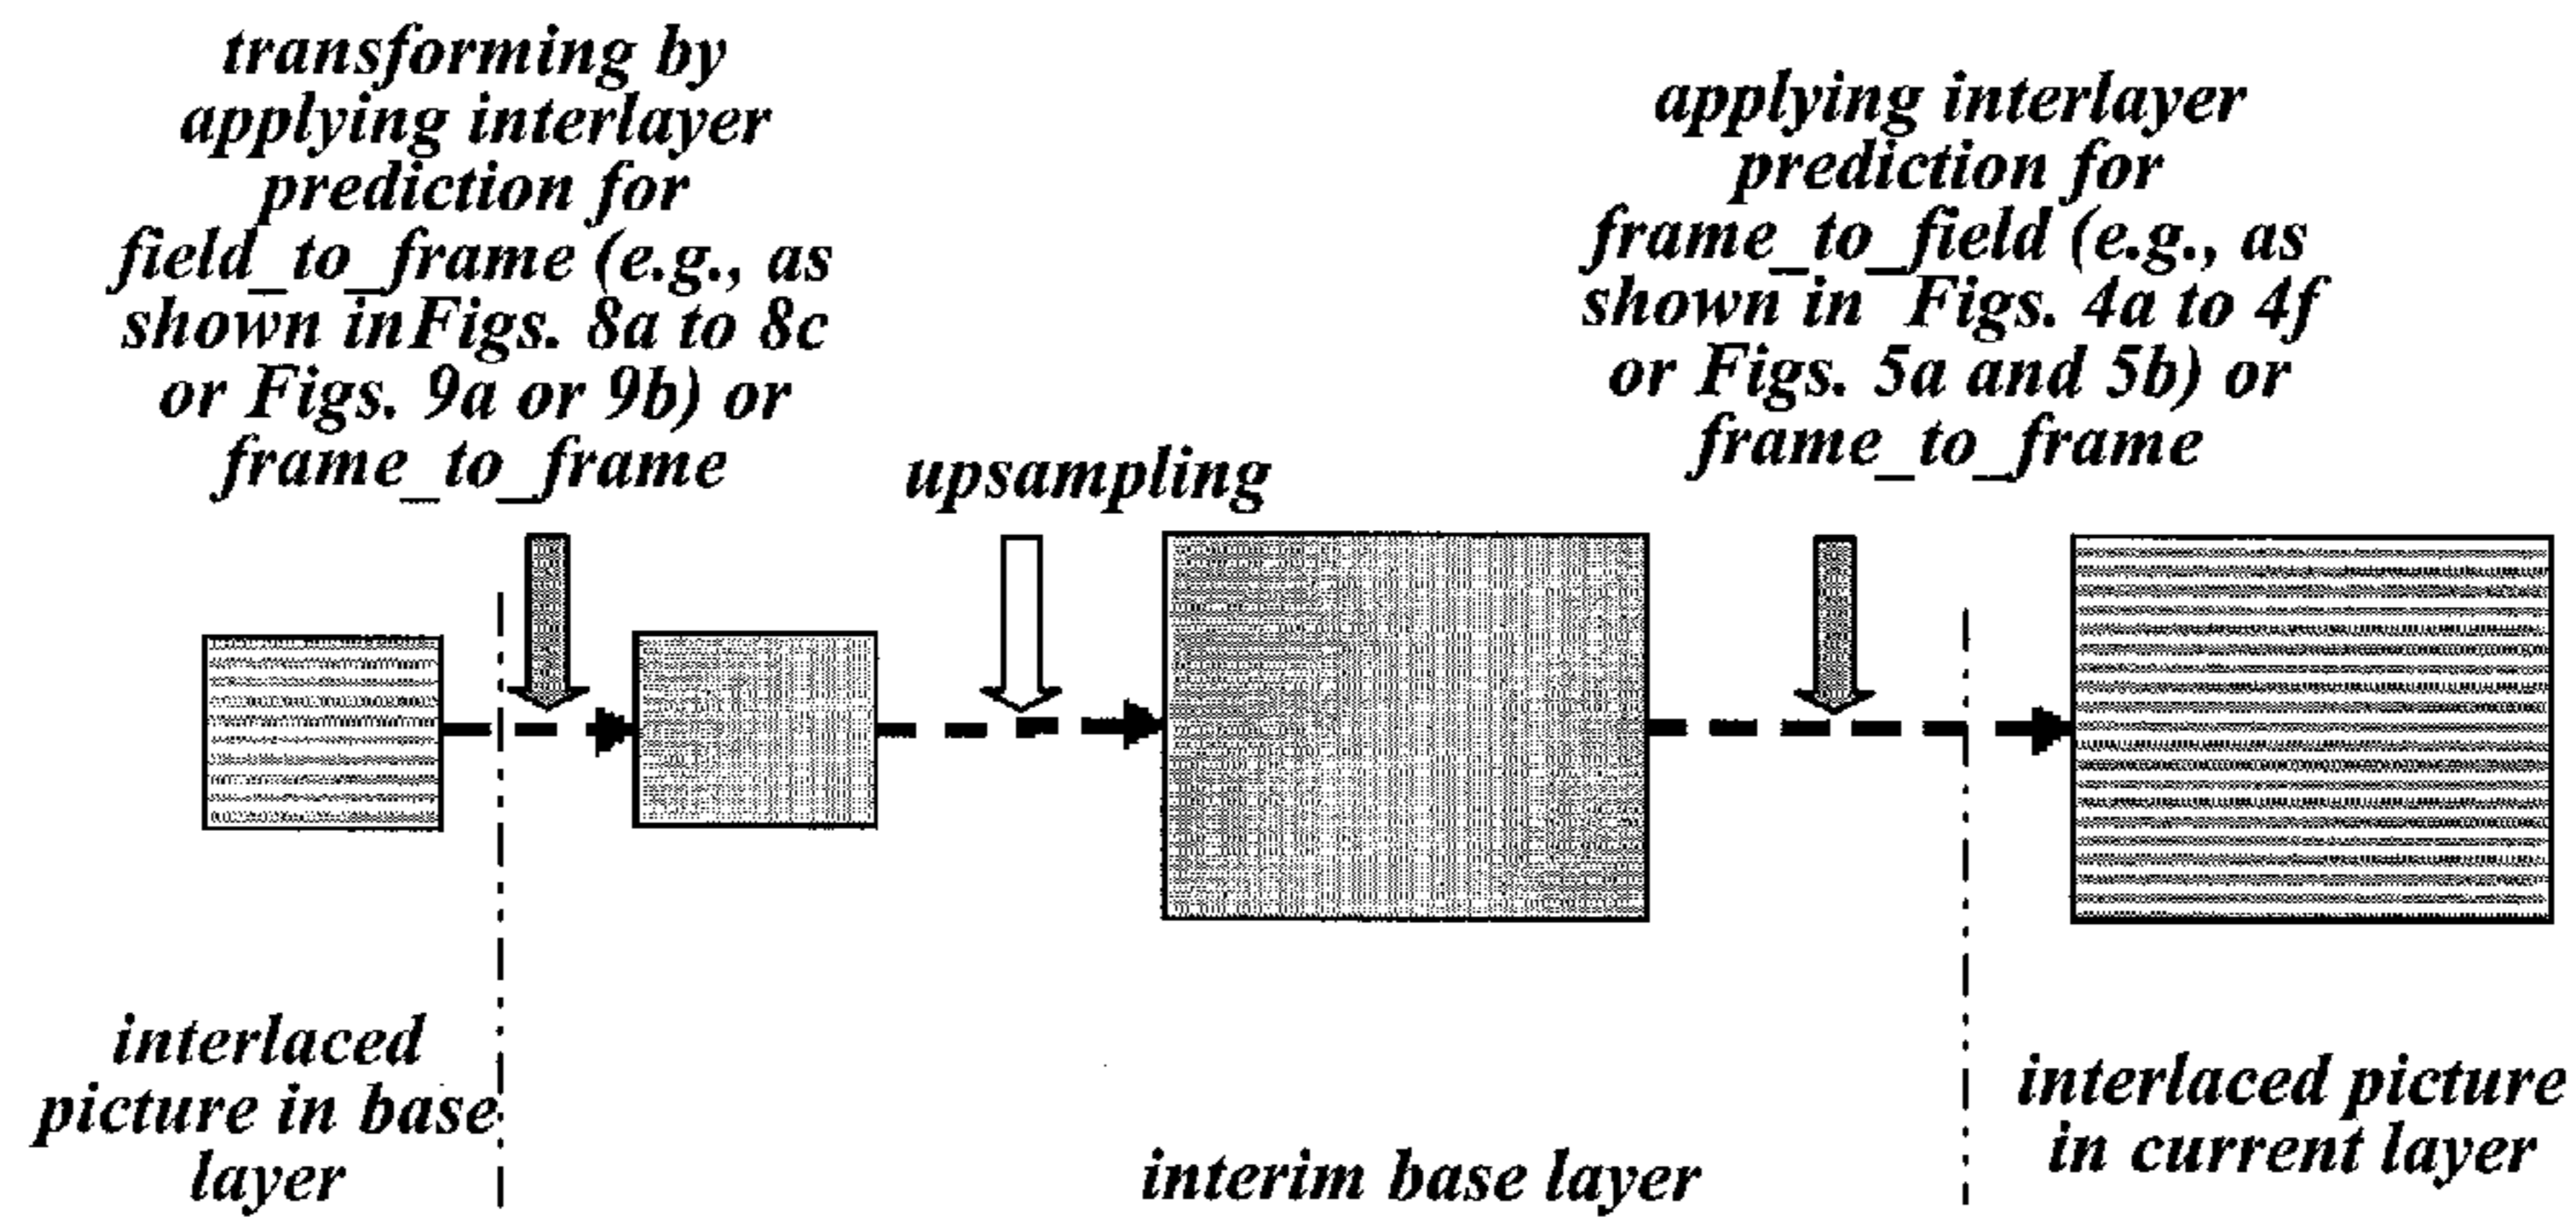 transforming by
applying interlayer
prediction for
field_to_frame (e.g., as
shown inFigs. 8a to 8c
or Figs. 9a or 9b) or
frame_to_frame
upsampling
applying interlayer
prediction for
frame_to_field (e.g., as
shown in Figs. 4a to 4f
or Figs. 5a and 5b) or
frame_to_frame
interlaced
picture in base
layer
interim base layer
interlaced picture
in current layer